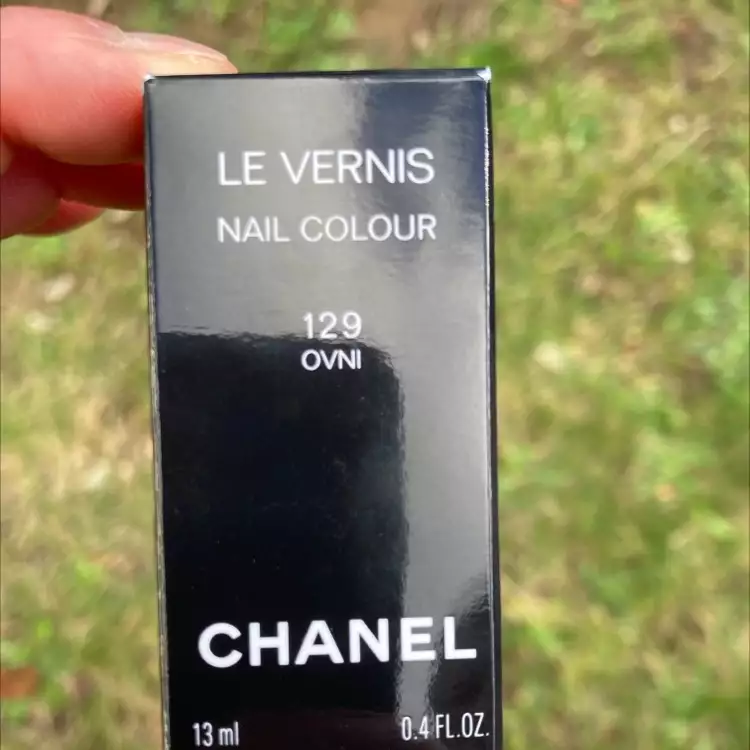 LE VERNIS
NAIL COLOUR
129
OVNI
CHANEL
13 ml 0.4 FL.OZ.